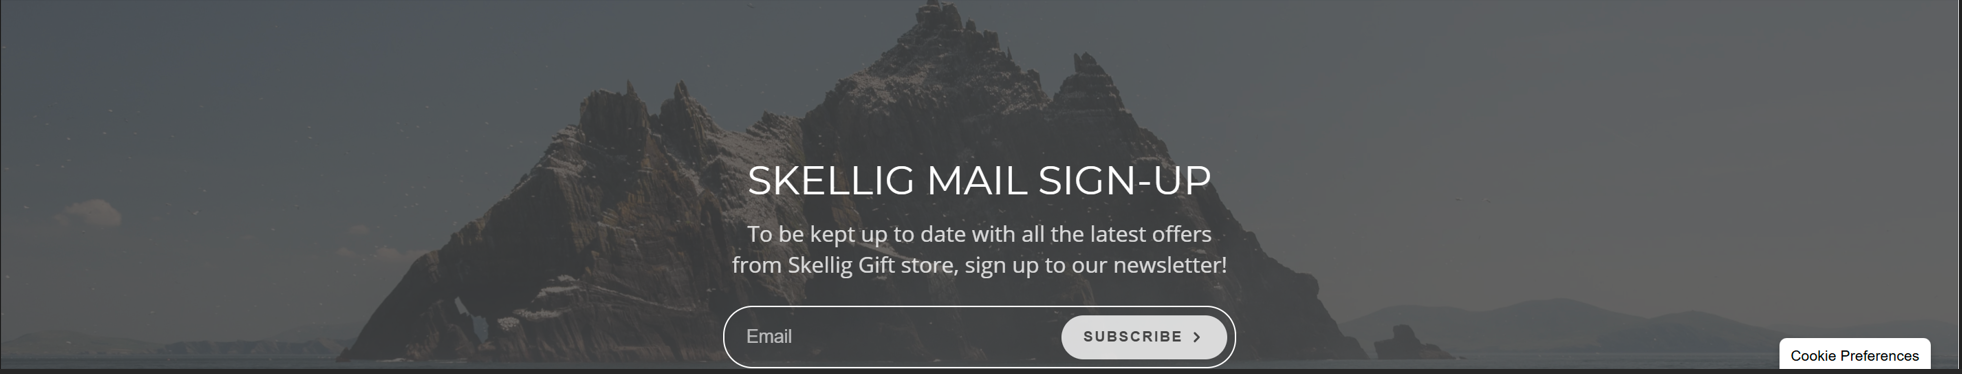 SKELLIG MAIL SIGN-UP
To be kept up to date with all the latest offers
from Skellig Gift store, sign up to our newsletter!
Email
SUBSCRIBE
Cookie Preferences